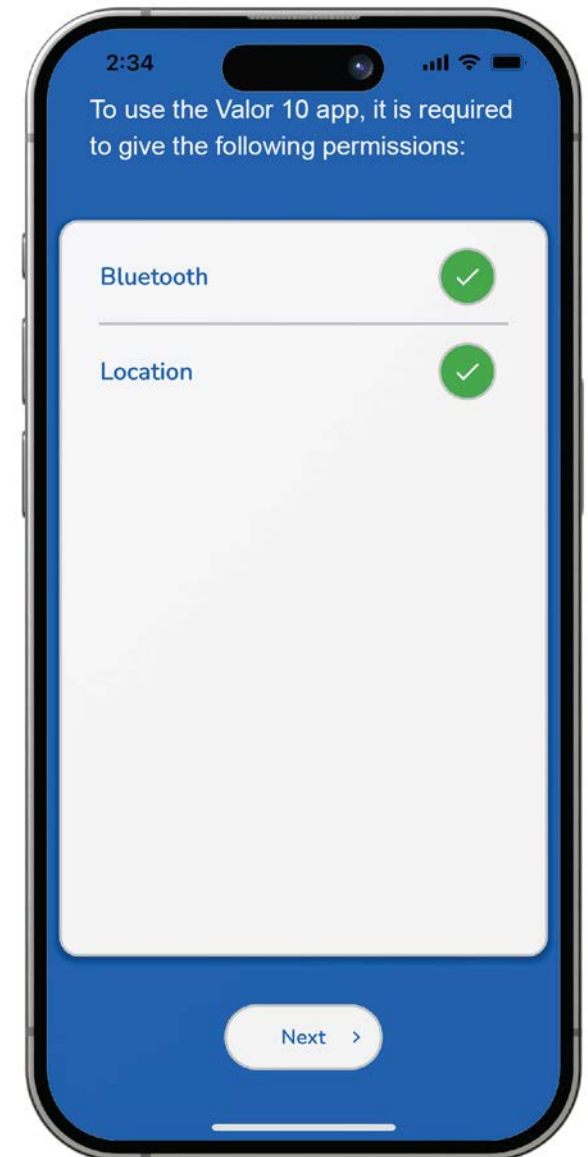 2:34
To use the Valor 10 app, it is required
to give the following permissions:
Bluetooth
Location
Next